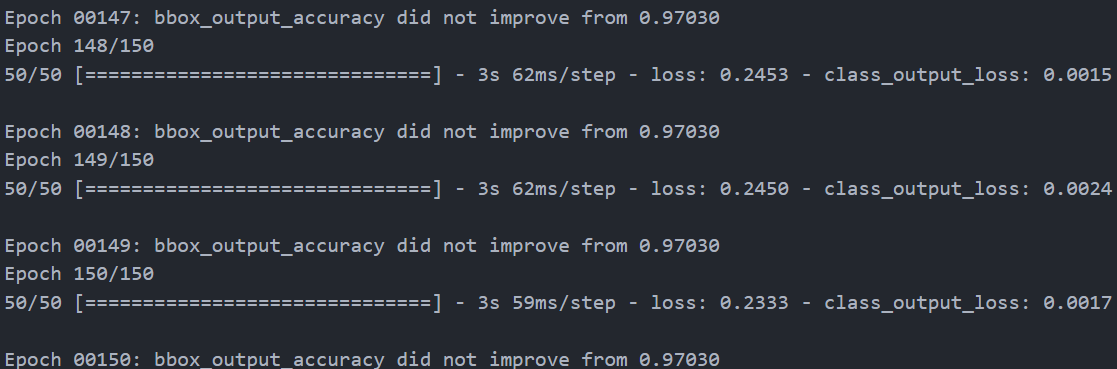 Epoch 00147: bbox_output_accuracy did not improve from 0.97030
Epoch 148/150
50/50 [==============================] - 3s 62ms/step - loss: 0.2453 - class_output_loss: 0.0015
Epoch 00148: bbox_output_accuracy did not improve from 0.97030
Epoch 149/150
50/50 [==============================] - 3s 62ms/step - loss: 0.2450 - class_output_loss: 0.0024
Epoch 00149: bbox_output_accuracy did not improve from 0.97030
Epoch 150/150
50/50 [==============================] - 3s 59ms/step - loss: 0.2333 - class_output_loss: 0.0017
Epoch 00150: bbox_output_accuracy did not improve from 0.97030